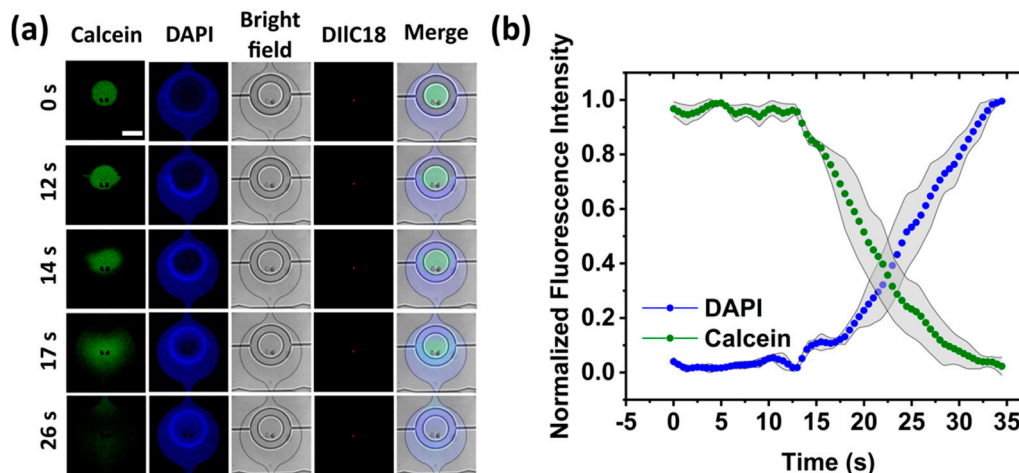 (a)
Calcein DAPI Bright field DIIC18 Merge
0 s
12 s
14 s
17 s
26 s
(b)
Normalized Fluorescence Intensity
1.0
0.8
0.6
0.4
0.2
0.0
DAPI
Calcein
-5 0 5 10 15 20 25 30 35
Time (s)